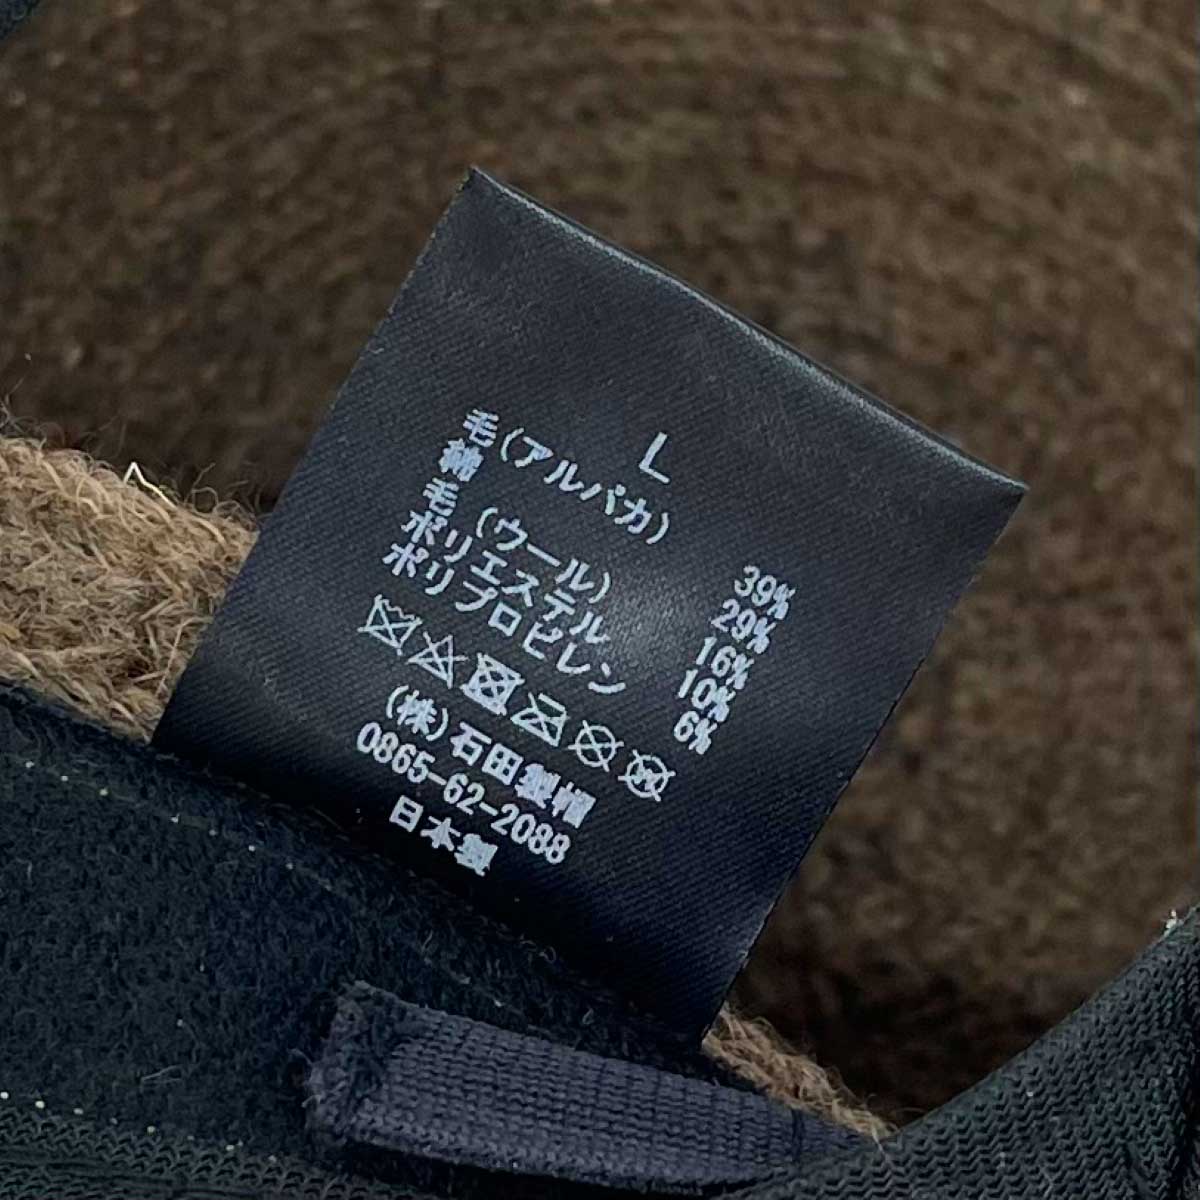 L
毛(アルパカ) 39%
綿 29%
毛 (ウール) 16%
ポリエステル 10%
ポリプロピレン 6%
(株)石田製帽
0865-62-2088
日本製